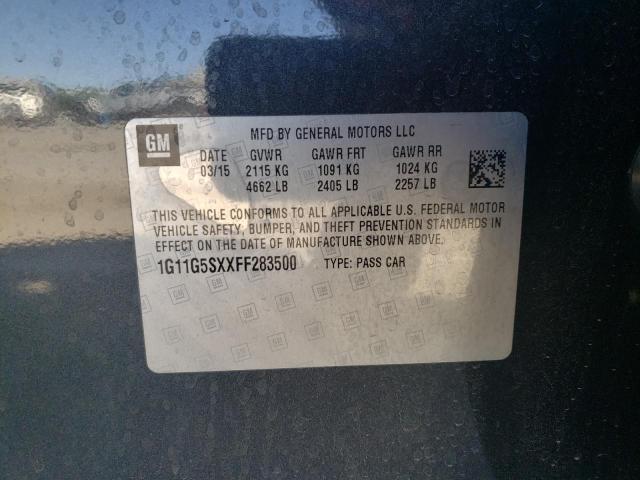 MFD BY GENERAL MOTORS LLC
GM
DATE GVWR GAWR FRT GAWR RR
03/15 2115 KG 1091 KG 1024 KG
4662 LB 2405 LB 2257 LB
THIS VEHICLE CONFORMS TO ALL APPLICABLE U.S. FEDERAL MOTOR
VEHICLE SAFETY, BUMPER, AND THEFT PREVENTION STANDARDS IN
EFFECT ON THE DATE OF MANUFACTURE SHOWN ABOVE.
1G11G5SXXFF283500 TYPE: PASS CAR